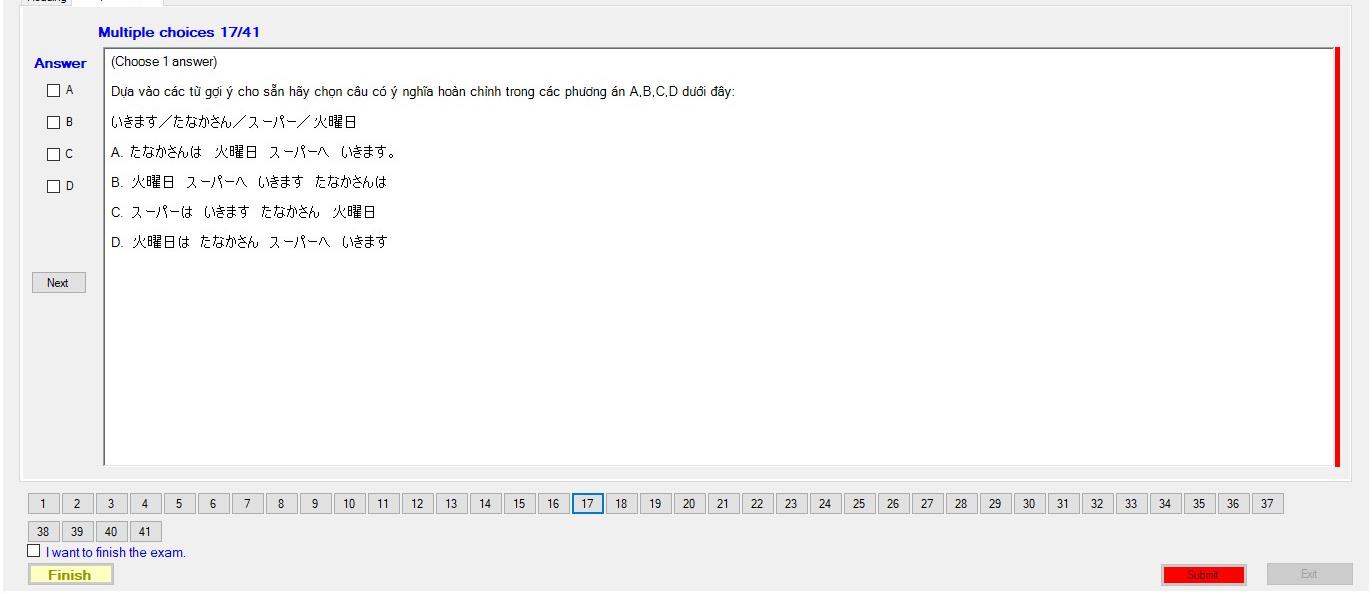 Multiple choices 17/41
Answer
(Choose 1 answer)
A
Dựa vào các từ gợi ý cho sẵn hãy chọn câu có ý nghĩa hoàn chỉnh trong các phương án A,B,C,D dưới đây:
B
いきます／たなかさん／スーパー／火曜日
C
A. たなかさんは　火曜日　スーパーへ　いきます。
D
B. 火曜日　スーパーへ　いきます　たなかさんは
C. スーパーは　いきます　たなかさん　火曜日
D. 火曜日は　たなかさん　スーパーへ　いきます
Next
1 2 3 4 5 6 7 8 9 10 11 12 13 14 15 16 17 18 19 20 21 22 23 24 25 26 27 28 29 30 31 32 33 34 35 36 37
38 39 40 41
I want to finish the exam.
Finish Submit Exit